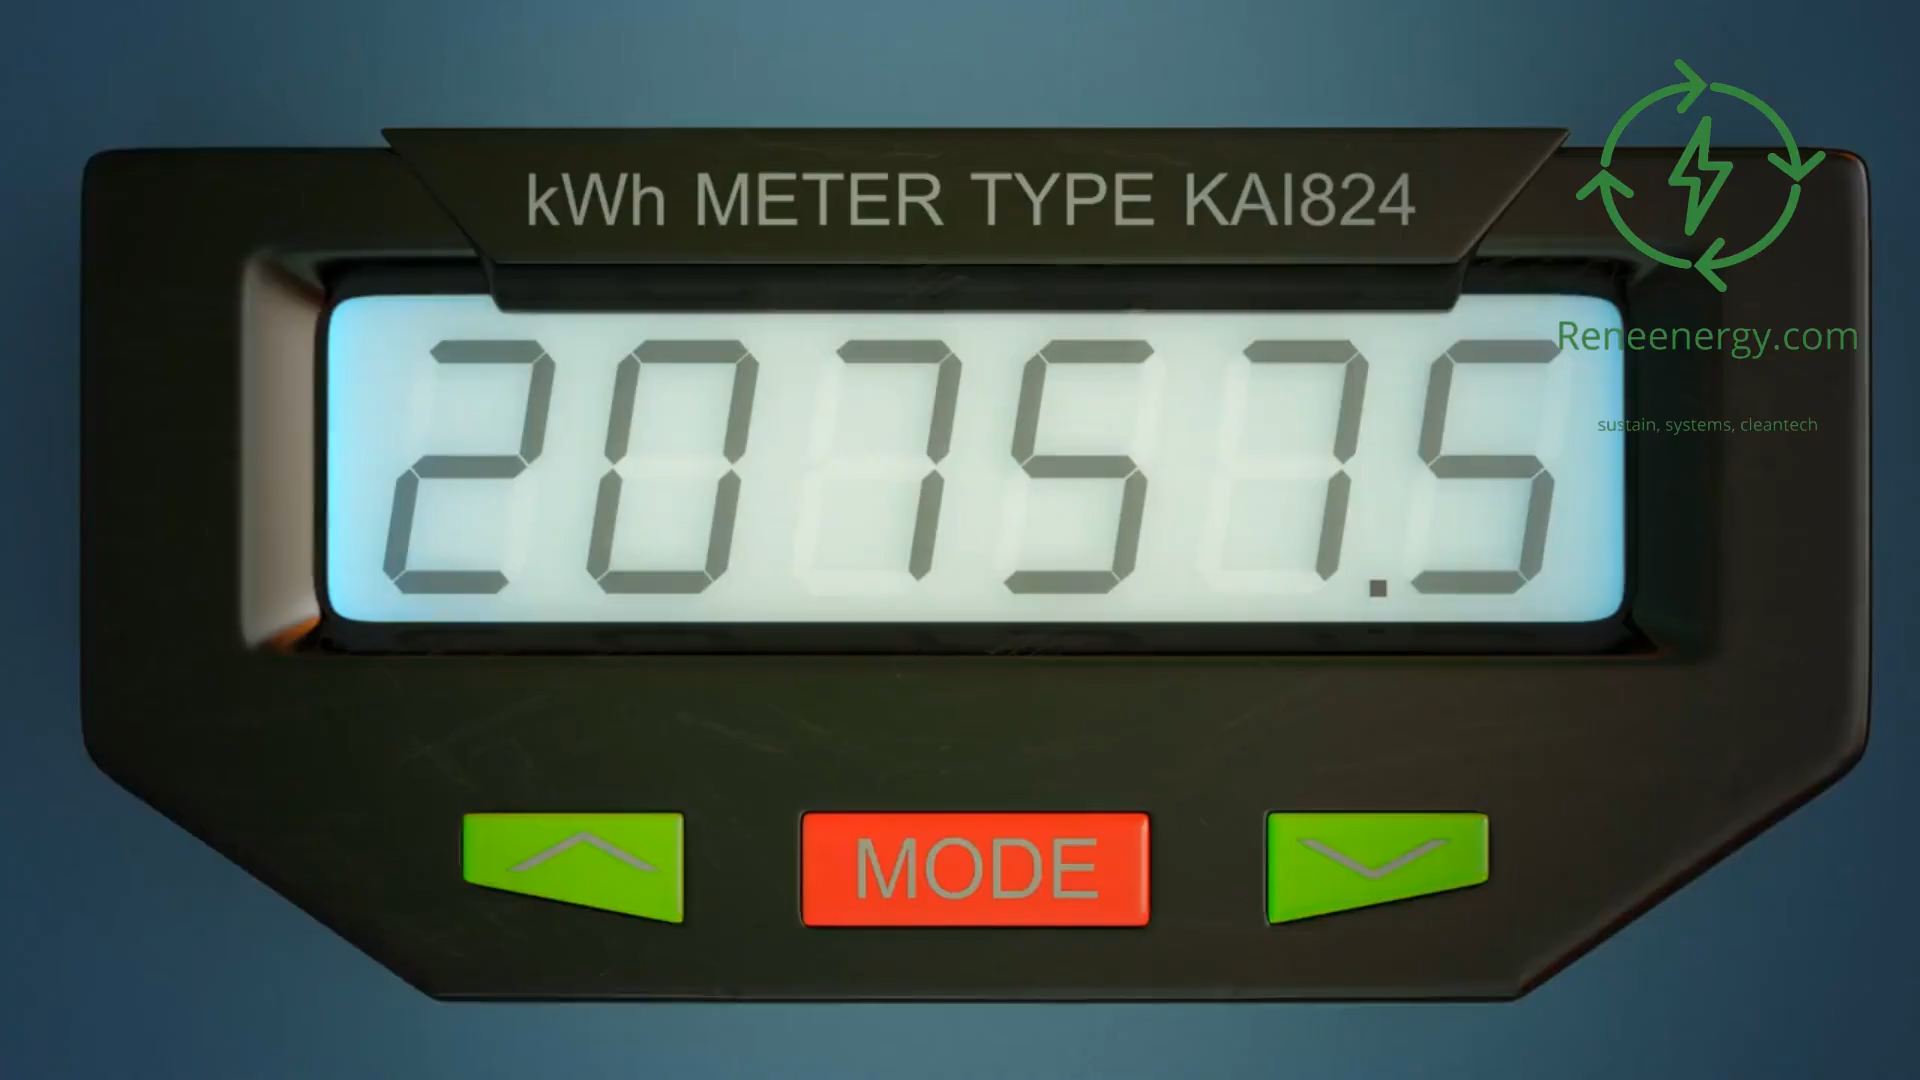 kWh METER TYPE KAI824
20757.5
Reneenergy.com
sustain, systems, cleantech
MODE